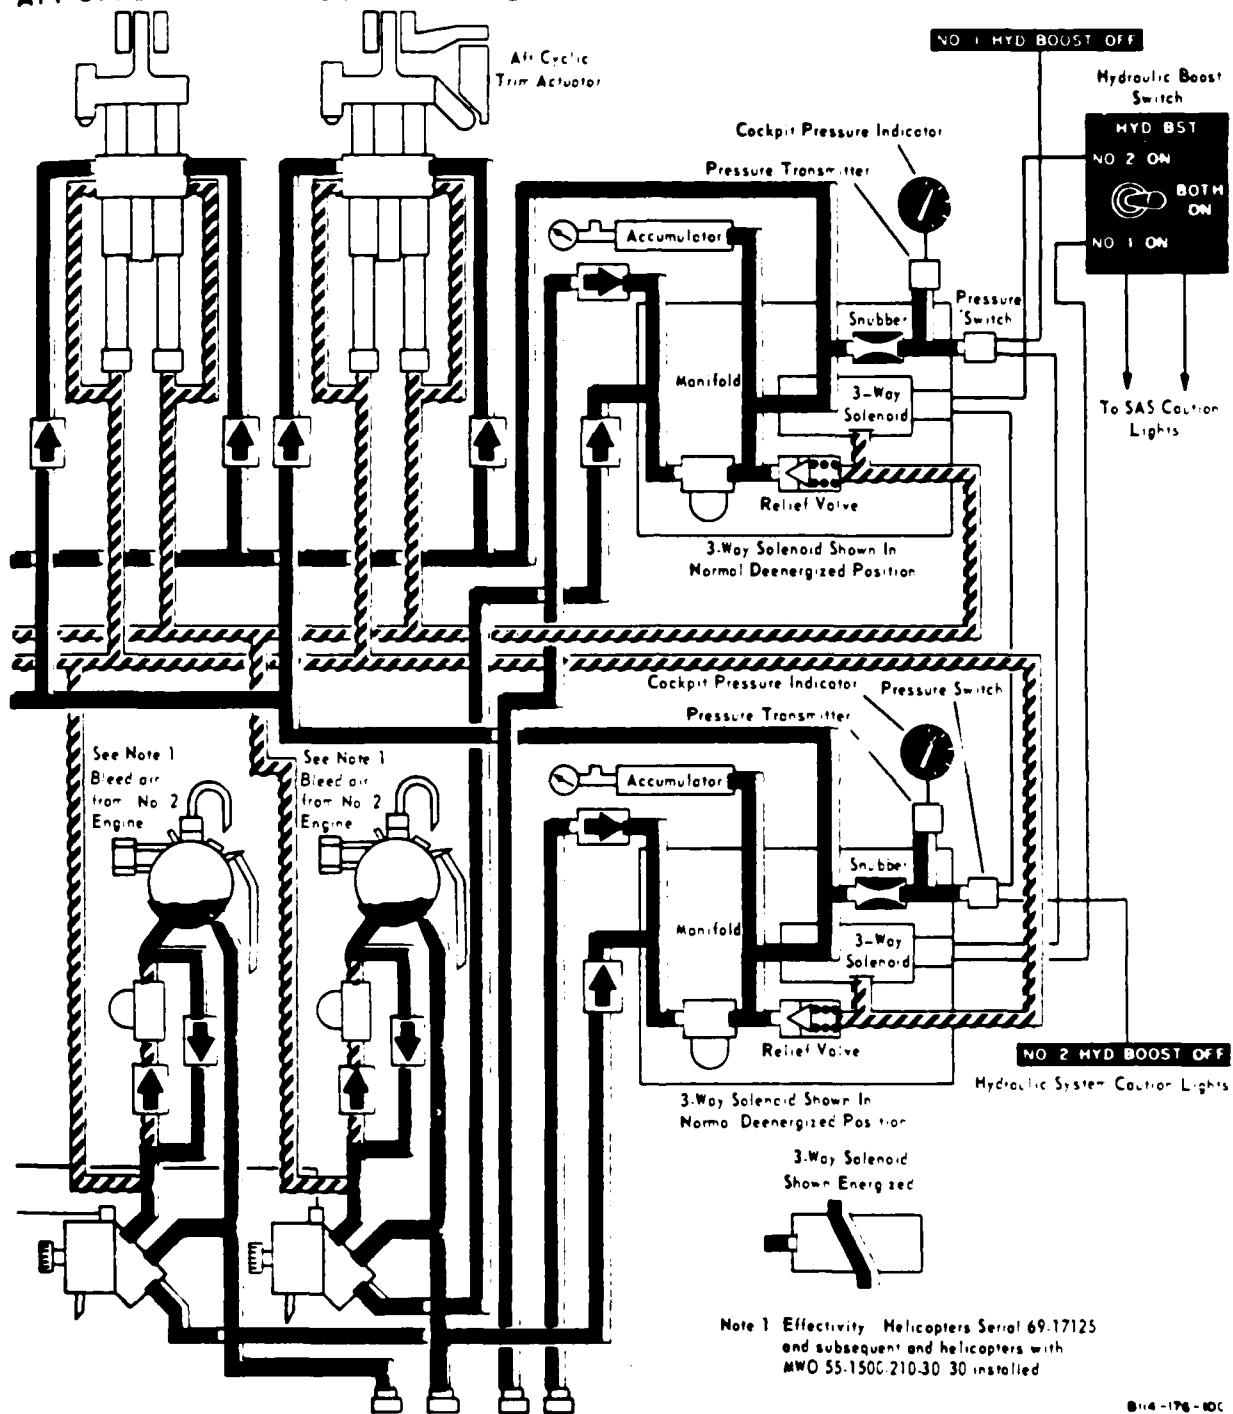 NO 1 HYD BOOST OFF
Aft Cyclic
Trim Actuator
Hydraulic Boost
Switch
HYD BST
NO 2 ON
BOTH
ON
NO 1 ON
Cockpit Pressure Indicator
Pressure Transmitter
Accumulator
Pressure
Switch
Snubber
Manifold
3-Way
Solenoid
To SAS Caution
Lights
Relief Valve
3-Way Solenoid Shown In
Normal Deenergized Position
Cockpit Pressure Indicator
Pressure Switch
Pressure Transmitter
See Note 1
Bleed air
from No. 2
Engine
See Note 1
Bleed air
from No 2
Engine
Accumulator
Snubber
Manifold
3-Way
Solenoid
Relief Valve
NO 2 HYD BOOST OFF
Hydraulic System Caution Lights
3-Way Solenoid Shown In
Normal Deenergized Position
3-Way Solenoid
Shown Energized
Note 1 Effectivity Helicopters Serial 69-17125
and subsequent and helicopters with
MWO 55-1500-210-30 30 installed